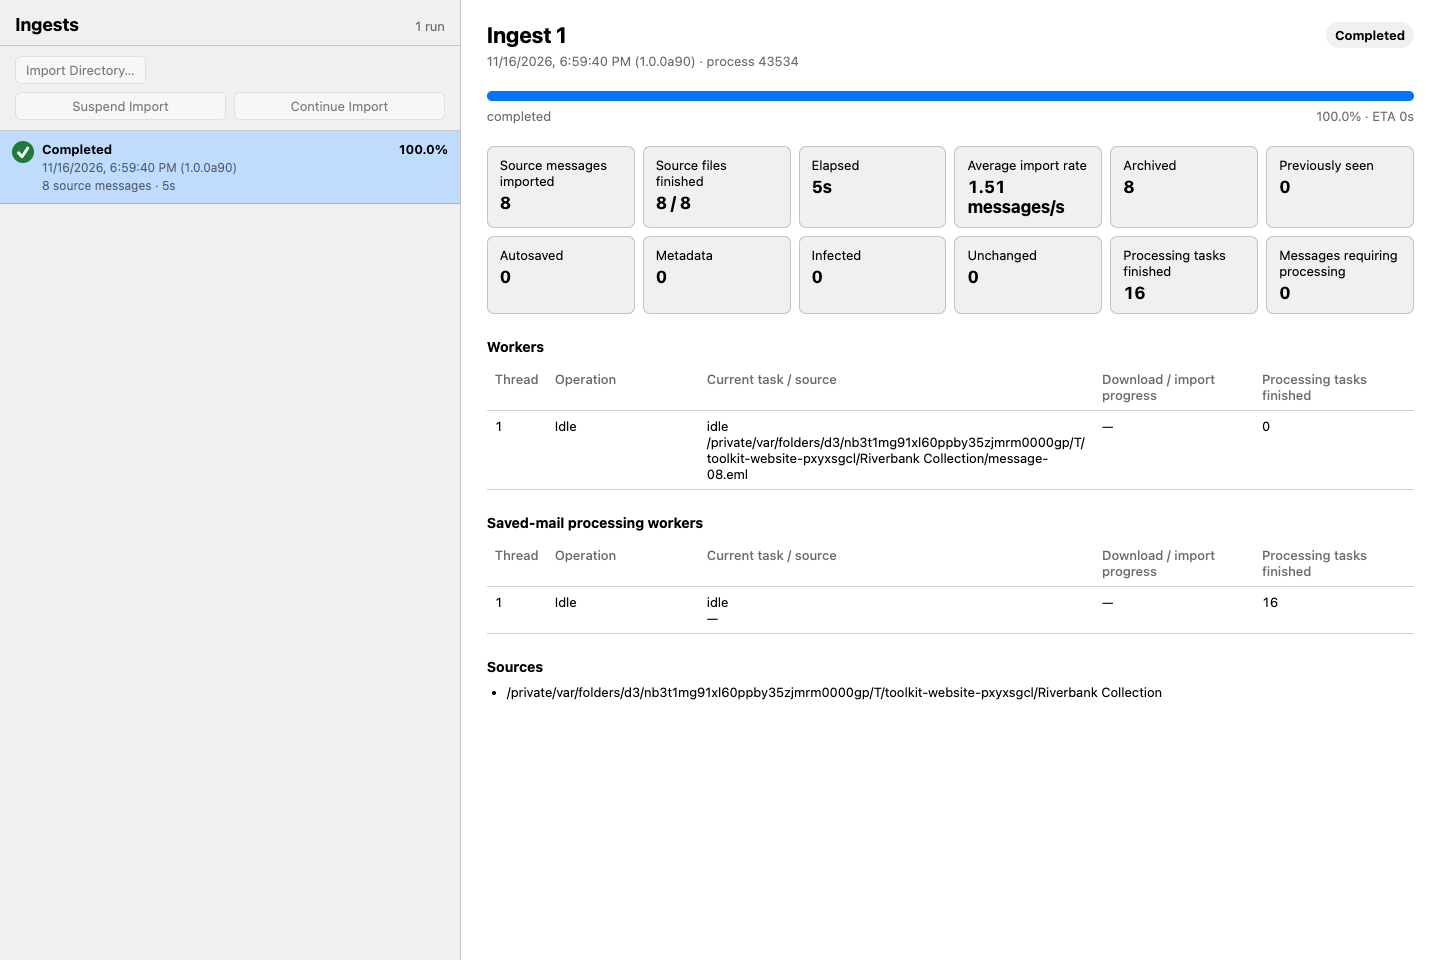 Ingests
1 run
Import Directory...
Suspend Import
Continue Import
Completed
100.0%
11/16/2026, 6:59:40 PM (1.0.0a90)
8 source messages · 5s
Ingest 1
Completed
11/16/2026, 6:59:40 PM (1.0.0a90) · process 43534
completed
100.0% · ETA 0s
Source messages
imported
8
Source files
finished
8 / 8
Elapsed
5s
Average import rate
1.51
messages/s
Archived
8
Previously seen
0
Autosaved
0
Metadata
0
Infected
0
Unchanged
0
Processing tasks
finished
16
Messages requiring
processing
0
Workers
Thread
Operation
Current task / source
Download / import
progress
Processing tasks
finished
1
Idle
idle
/private/var/folders/d3/nb3t1mg91xl60ppby35zjmrm0000gp/T/
toolkit-website-pxyxsgcl/Riverbank Collection/message-
08.eml
—
0
Saved-mail processing workers
Thread
Operation
Current task / source
Download / import
progress
Processing tasks
finished
1
Idle
idle
—
—
16
Sources
• /private/var/folders/d3/nb3t1mg91xl60ppby35zjmrm0000gp/T/toolkit-website-pxyxsgcl/Riverbank Collection